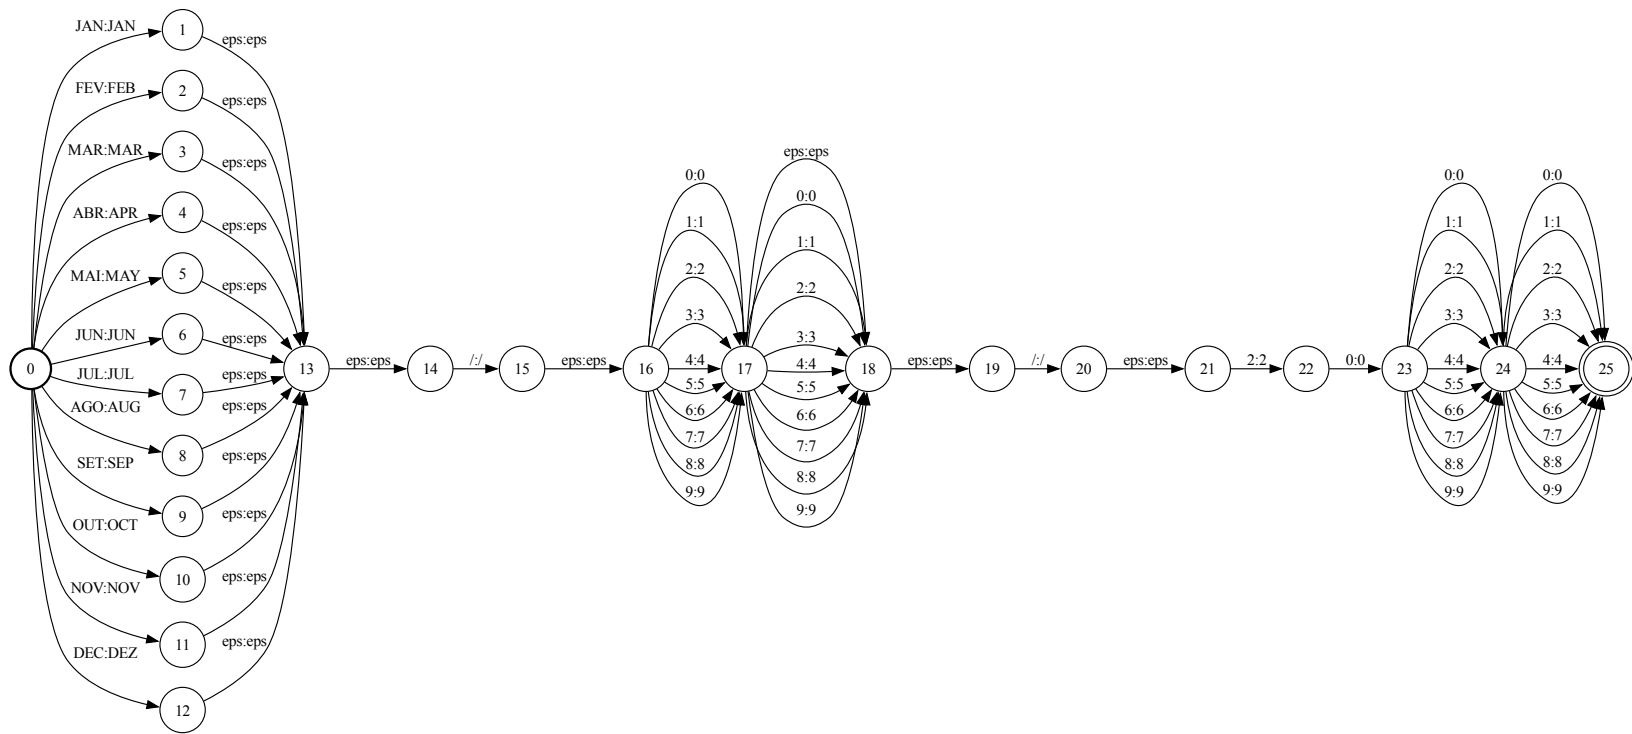 JAN:JAN
FEV:FEB
MAR:MAR
ABR:APR
MAI:MAY
JUN:JUN
JUL:JUL
AGO:AUG
SET:SEP
OUT:OCT
NOV:NOV
DEC:DEZ
0
1
2
3
4
5
6
7
8
9
10
11
12
eps:eps
eps:eps
eps:eps
eps:eps
eps:eps
eps:eps
eps:eps
eps:eps
eps:eps
eps:eps
eps:eps
eps:eps
13
eps:eps
14
/:/
15
eps:eps
16
0:0
1:1
2:2
3:3
4:4
5:5
6:6
7:7
8:8
9:9
17
eps:eps
0:0
1:1
2:2
3:3
4:4
5:5
6:6
7:7
8:8
9:9
18
eps:eps
19
/:/
20
eps:eps
21
2:2
22
0:0
23
0:0
1:1
2:2
3:3
4:4
5:5
6:6
7:7
8:8
9:9
24
0:0
1:1
2:2
3:3
4:4
5:5
6:6
7:7
8:8
9:9
25